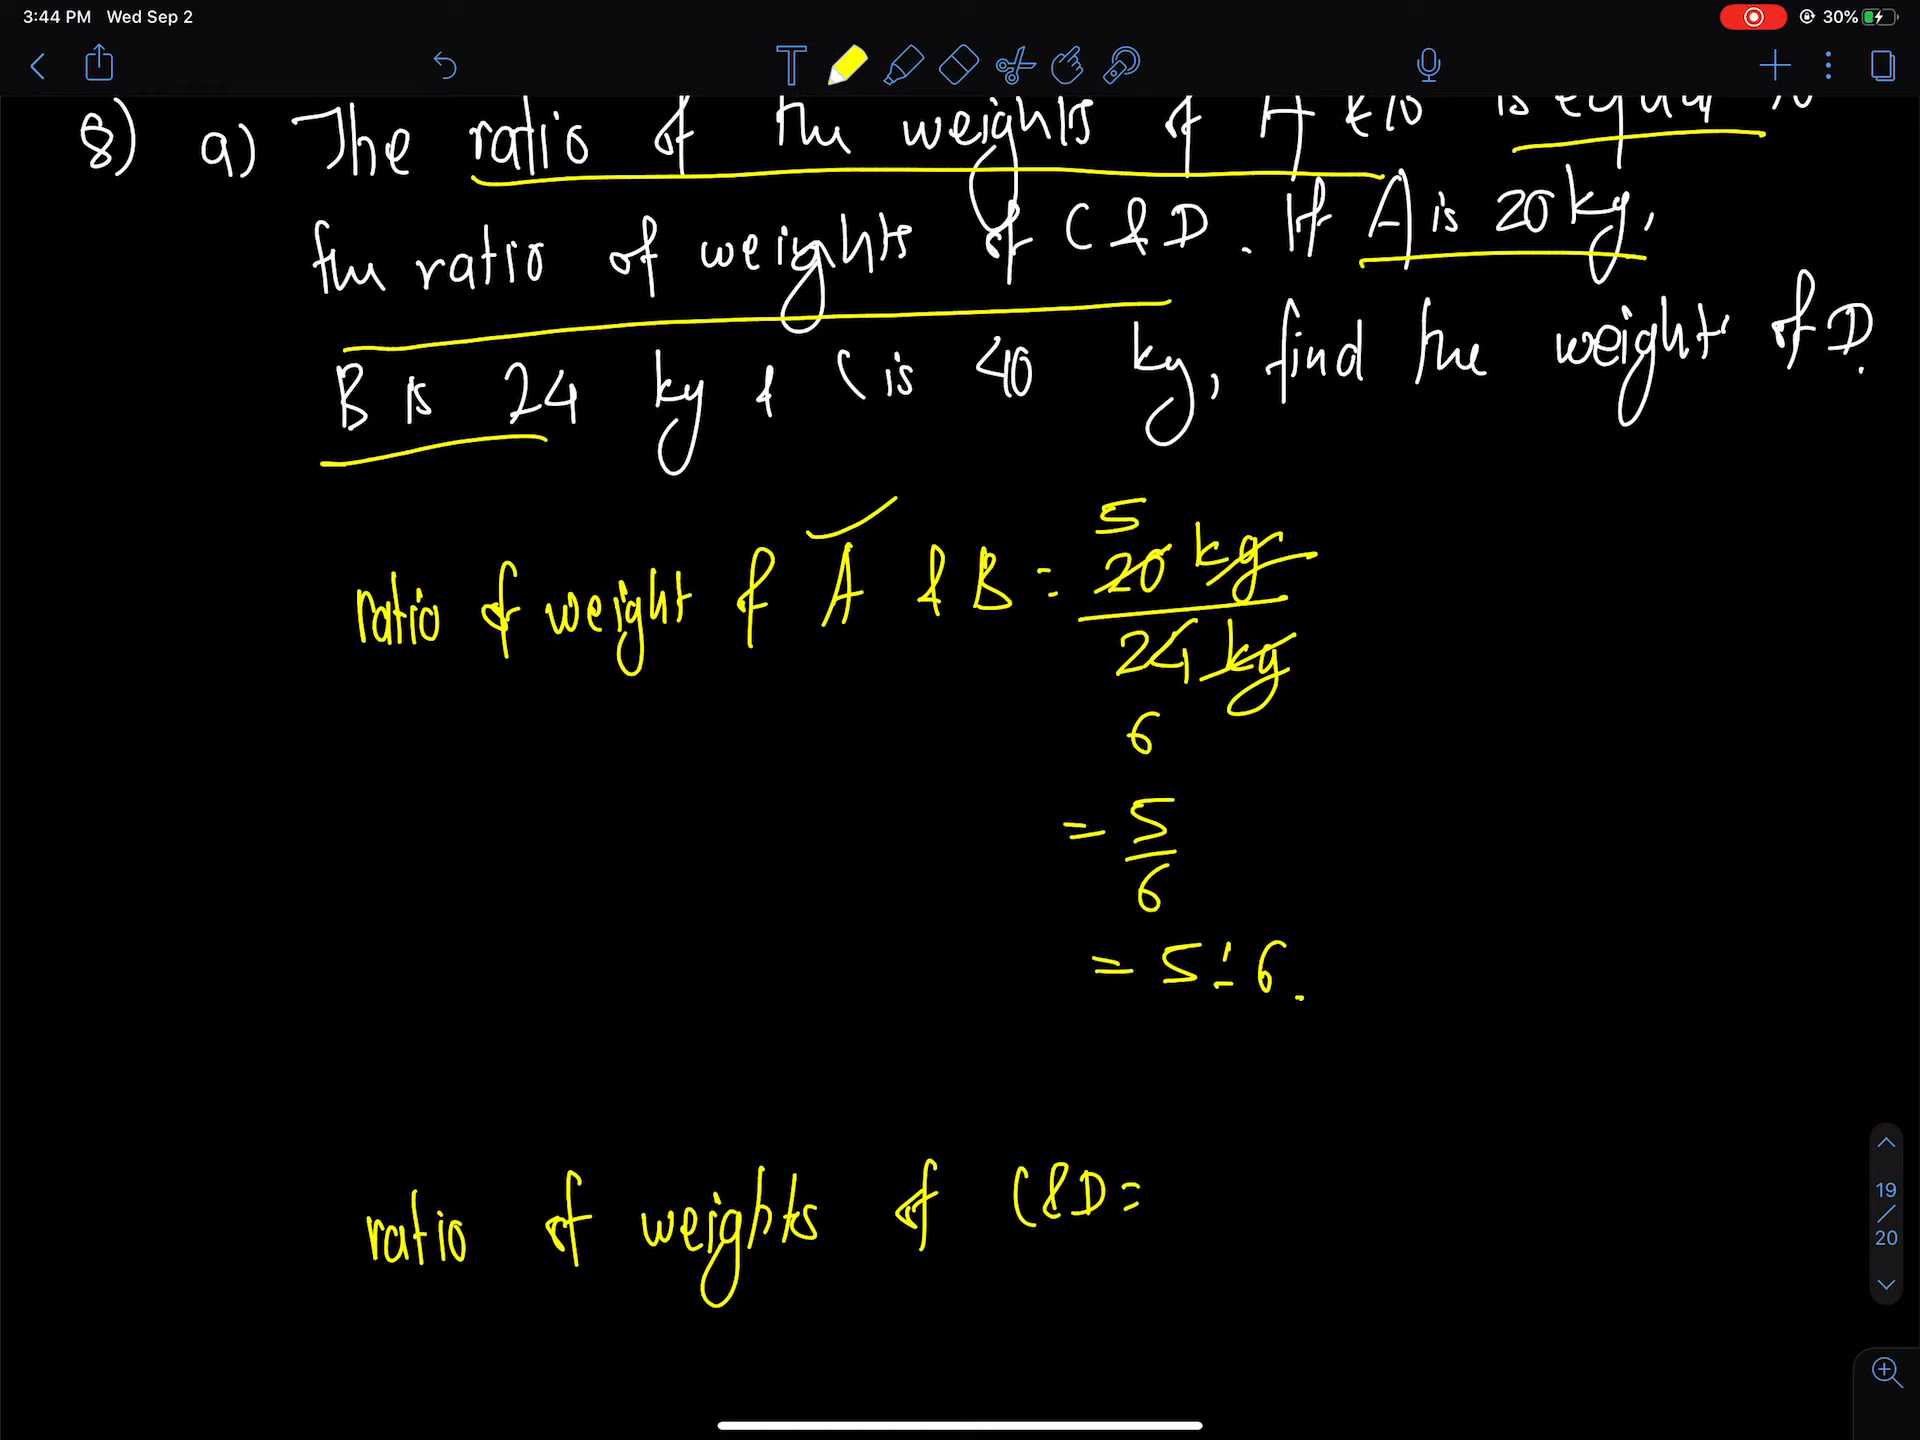 3:44 PM Wed Sep 2
30%
8) a) The ratio of the weights of A & B is equal to
the ratio of weights of C & D. If A is 20 kg,
B is 24 kg & C is 40 kg, find the weight of D.
ratio of weight of A & B = 5 20 kg / 24 kg 6
= 5/6
= 5 : 6.
ratio of weights of C & D =
19
/
20